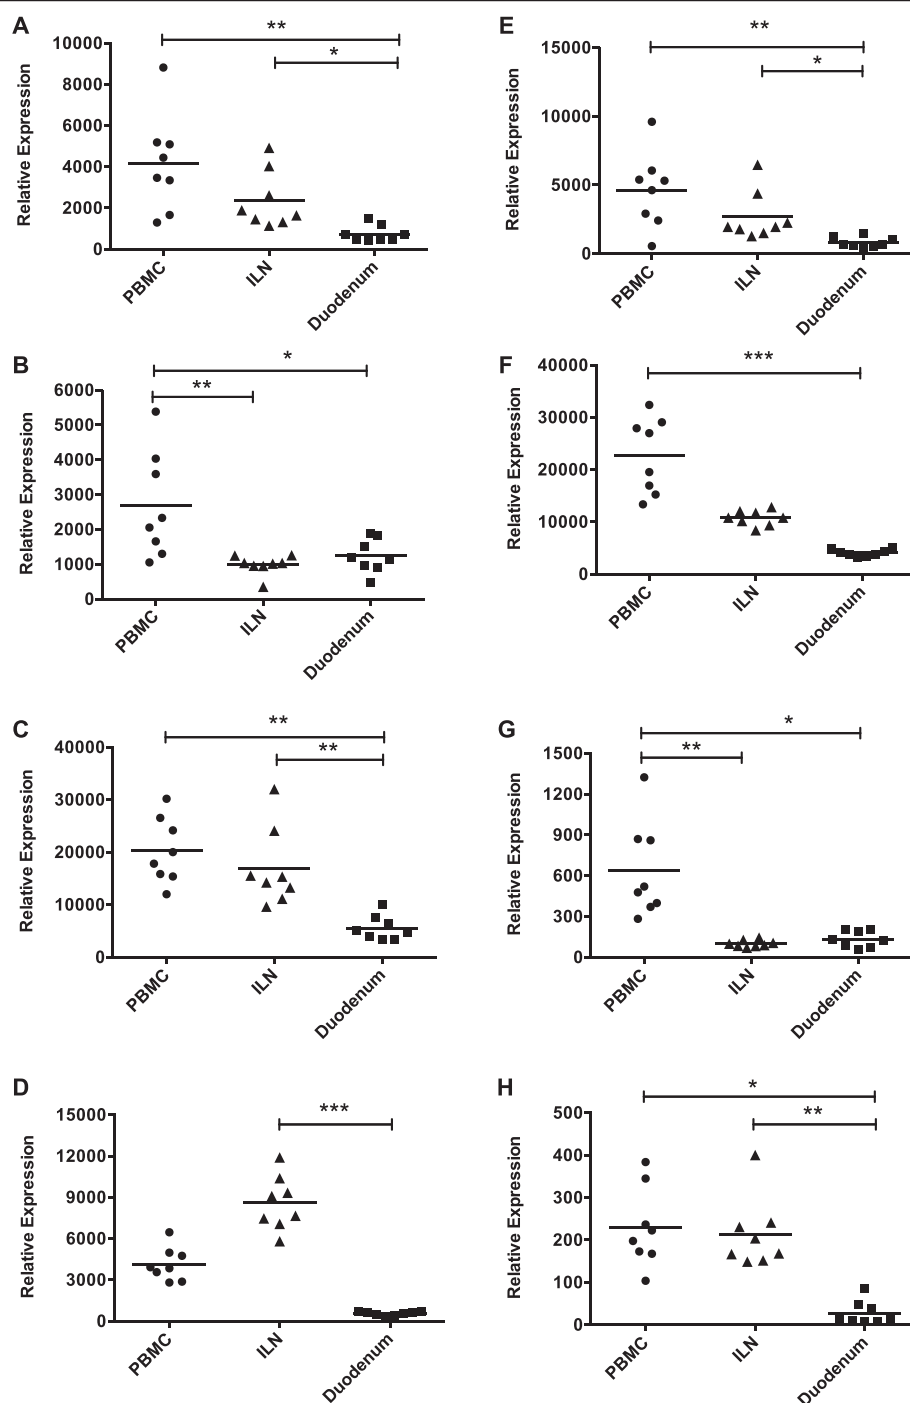 A
**
*
Relative Expression
10000
8000
6000
4000
2000
0
PBMC
ILN
Duodenum
E
**
*
Relative Expression
15000
10000
5000
0
PBMC
ILN
Duodenum
B
*
**
Relative Expression
6000
5000
4000
3000
2000
1000
0
PBMC
ILN
Duodenum
F
***
Relative Expression
40000
30000
20000
10000
0
PBMC
ILN
Duodenum
C
**
**
Relative Expression
40000
30000
20000
10000
0
PBMC
ILN
Duodenum
G
*
**
Relative Expression
1500
1200
900
600
300
0
PBMC
ILN
Duodenum
D
***
Relative Expression
15000
12000
9000
6000
3000
0
PBMC
ILN
Duodenum
H
*
**
Relative Expression
500
400
300
200
100
0
PBMC
ILN
Duodenum